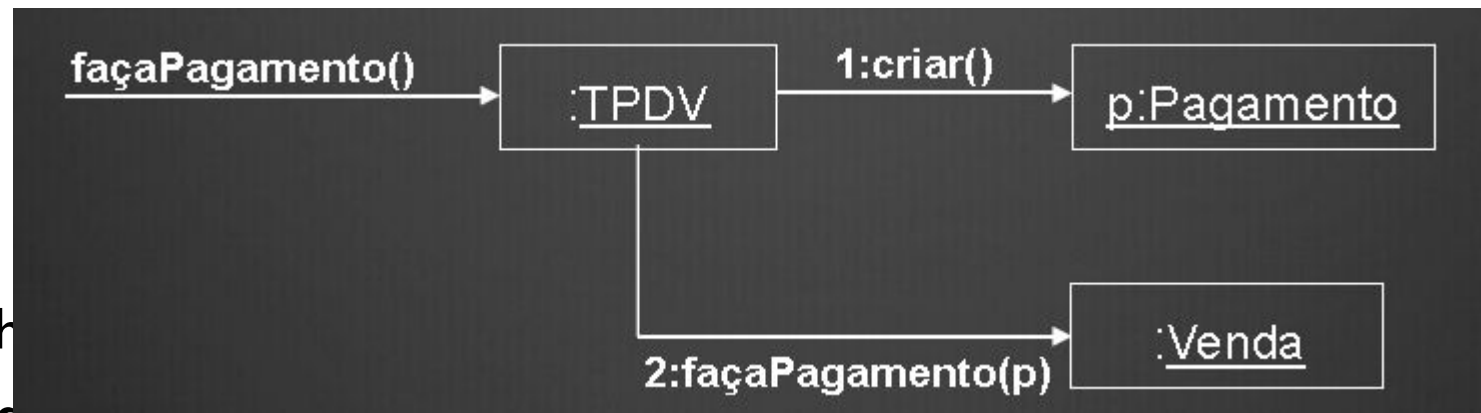 façaPagamento()
:TPDV
1:criar()
p:Pagamento
:Venda
2:façaPagamento(p)